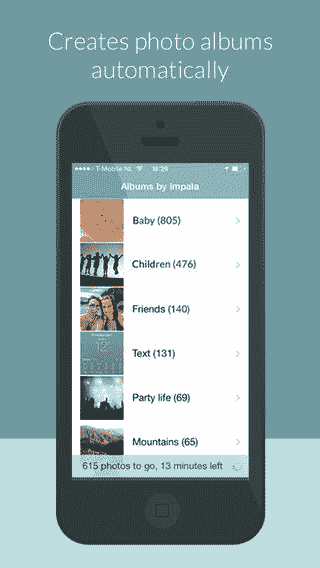 Creates photo albums
automatically
T-Mobile NL 16:29
Albums by Impala
Baby (805)
Children (476)
Friends (140)
Text (131)
Party life (69)
Mountains (65)
615 photos to go, 13 minutes left